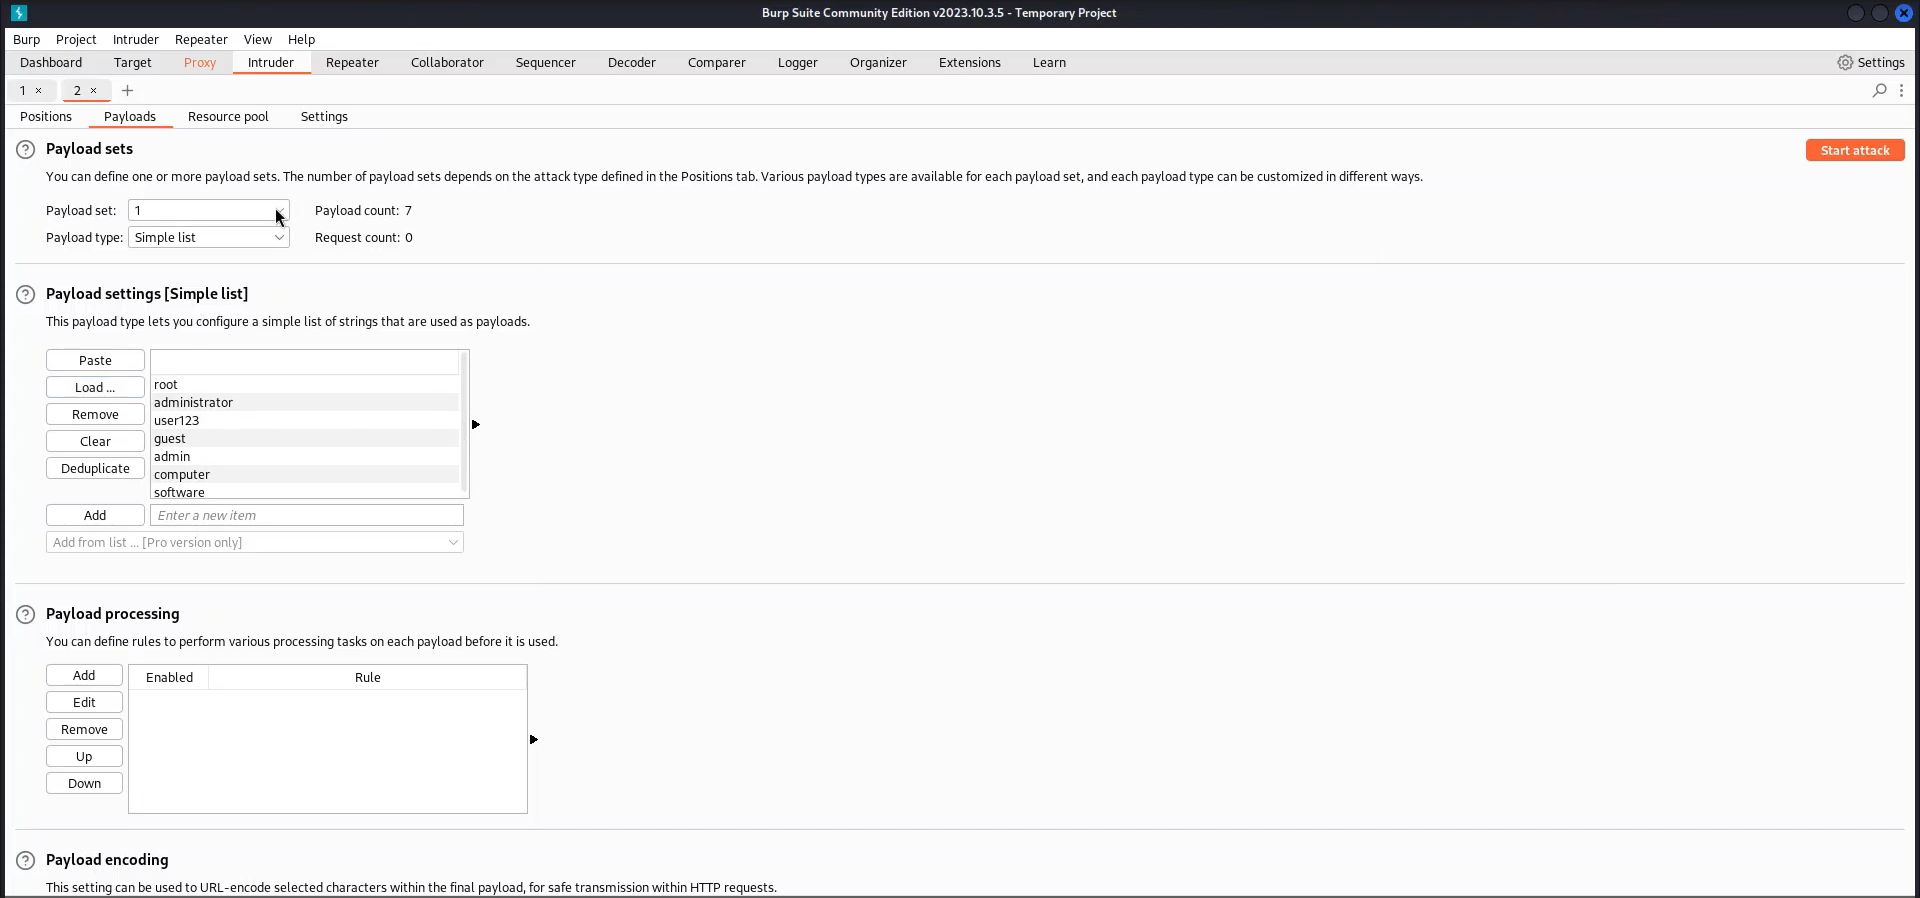 Burp Suite Community Edition v2023.10.3.5 - Temporary Project
Burp Project Intruder Repeater View Help
Dashboard Target Proxy Intruder Repeater Collaborator Sequencer Decoder Comparer Logger Organizer Extensions Learn Settings
1 × 2 × +
Positions Payloads Resource pool Settings
? Payload sets Start attack
You can define one or more payload sets. The number of payload sets depends on the attack type defined in the Positions tab. Various payload types are available for each payload set, and each payload type can be customized in different ways.
Payload set: 1 Payload count: 7
Payload type: Simple list Request count: 0
? Payload settings [Simple list]
This payload type lets you configure a simple list of strings that are used as payloads.
Paste
Load ... root
administrator
Remove user123
Clear guest
admin
Deduplicate computer
software
Add Enter a new item
Add from list ... [Pro version only]
? Payload processing
You can define rules to perform various processing tasks on each payload before it is used.
Add Enabled Rule
Edit
Remove
Up
Down
? Payload encoding
This setting can be used to URL-encode selected characters within the final payload, for safe transmission within HTTP requests.